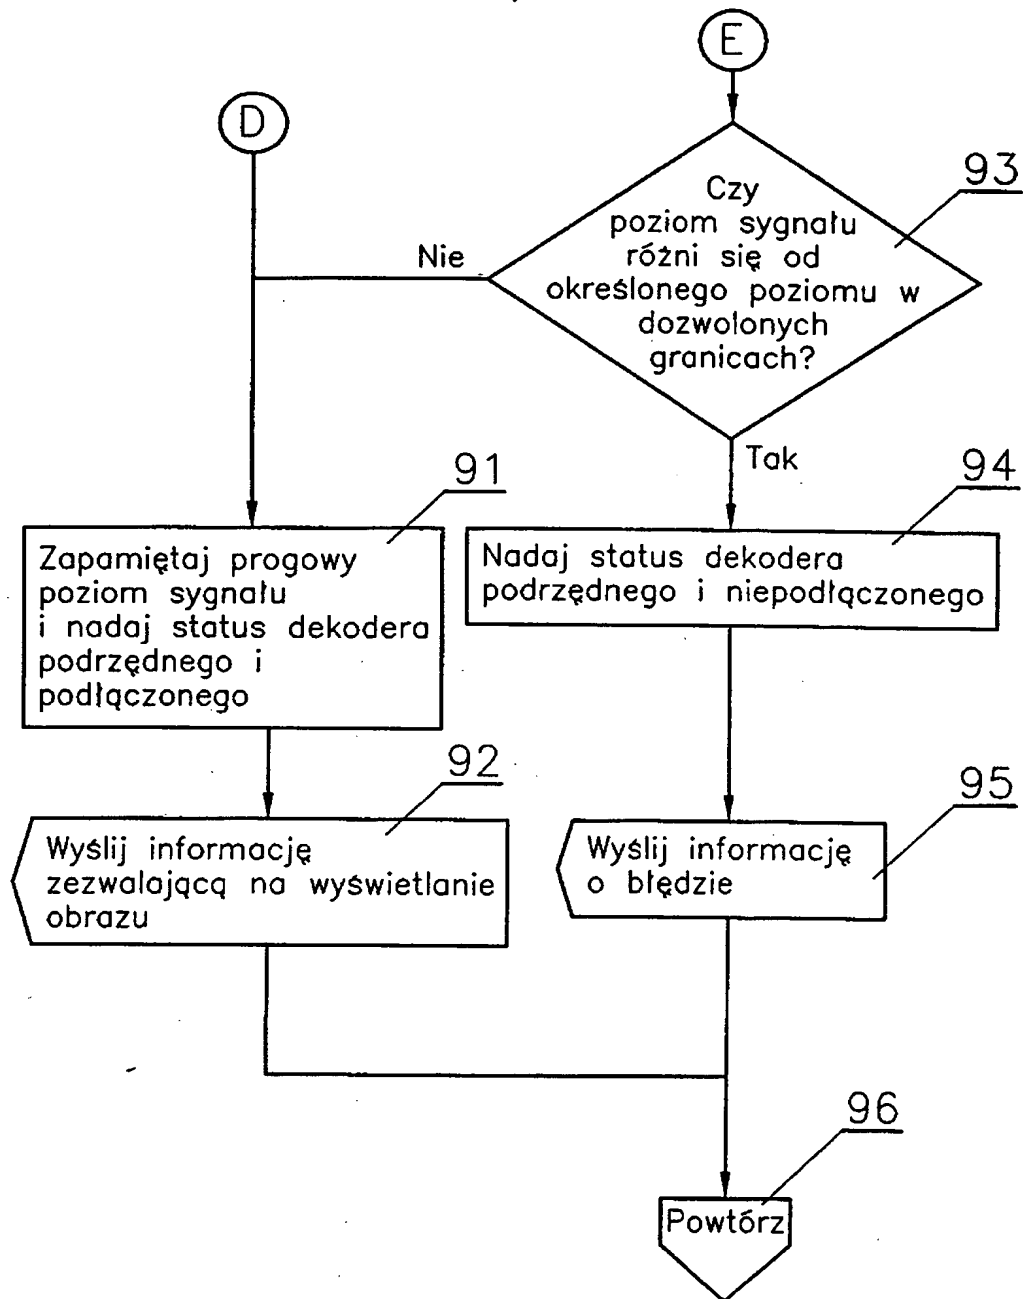 E
D
93
Czy
poziom sygnału
różni się od
określonego poziomu w
dozwolonych
granicach?
Nie
Tak
91
94
Zapamiętaj progowy
poziom sygnału
i nadaj status dekodera
podrzędnego i
podłączonego
Nadaj status dekodera
podrzędnego i niepodłączonego
92
95
Wyślij informację
zezwalającą na wyświetlanie
obrazu
Wyślij informację
o błędzie
96
Powtórz